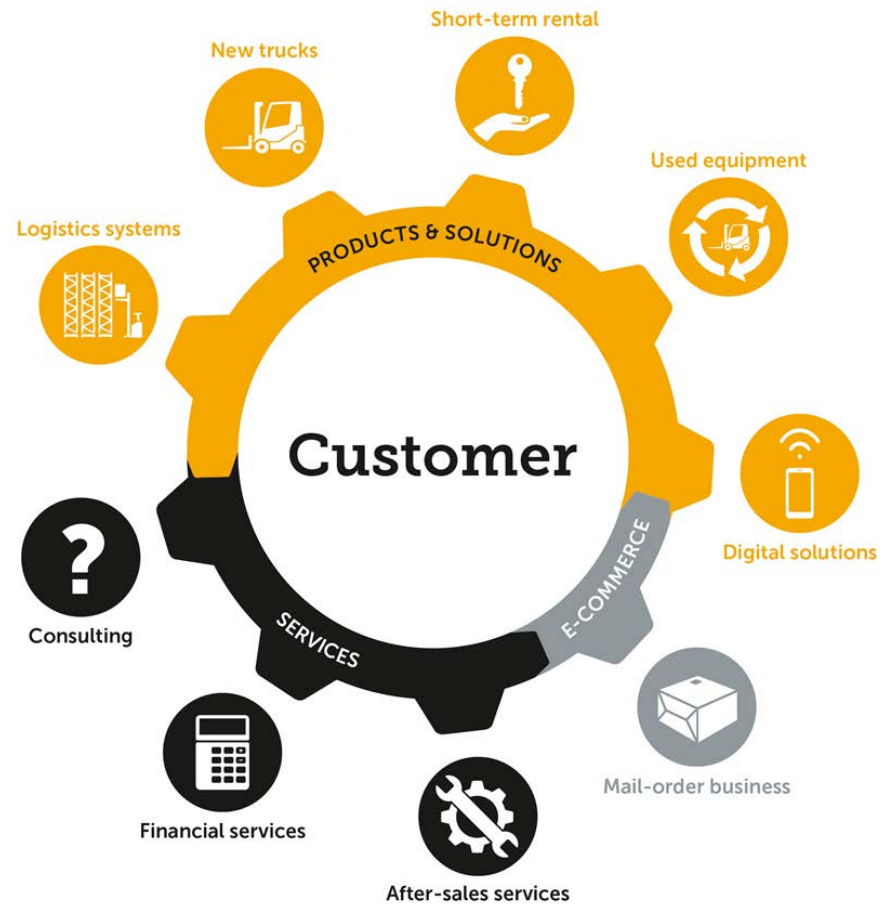 Short-term rental
New trucks
Used equipment
Logistics systems
PRODUCTS & SOLUTIONS
Customer
Digital solutions
E-COMMERCE
SERVICES
Consulting
?
Mail-order business
Financial services
After-sales services